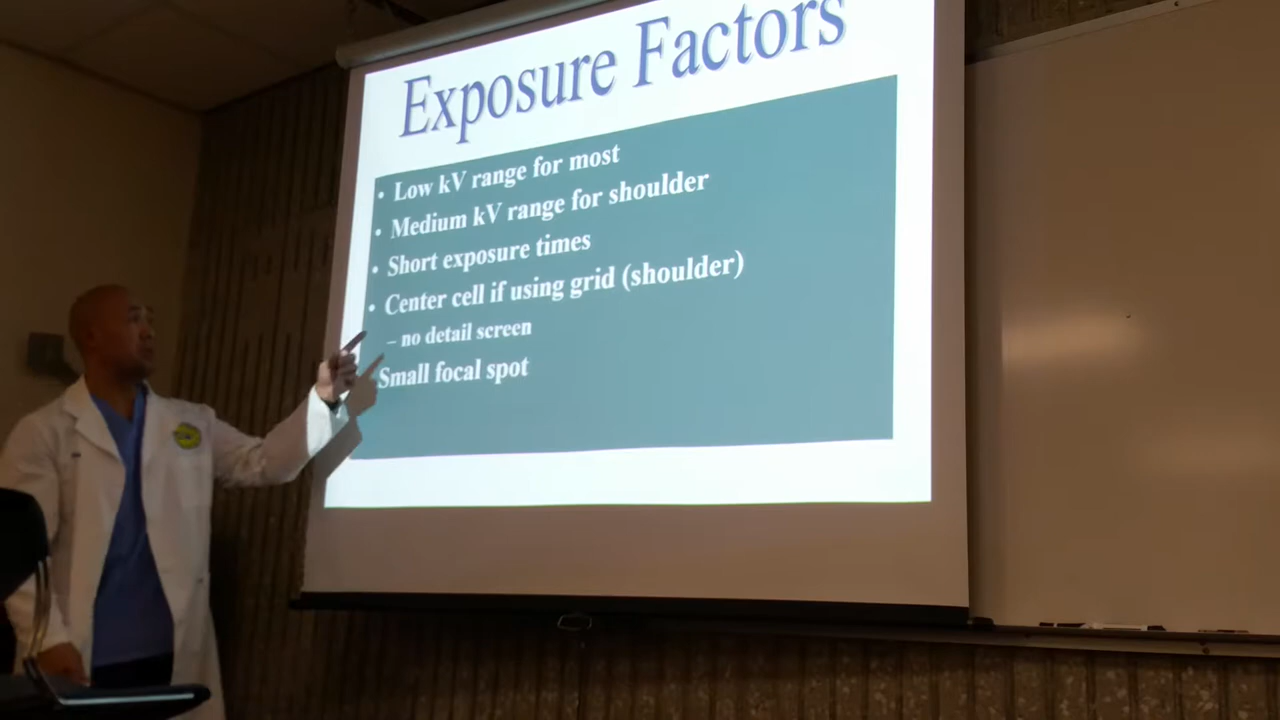 Exposure Factors
• Low kV range for most
• Medium kV range for shoulder
• Short exposure times
• Center cell if using grid (shoulder)
– no detail screen
Small focal spot